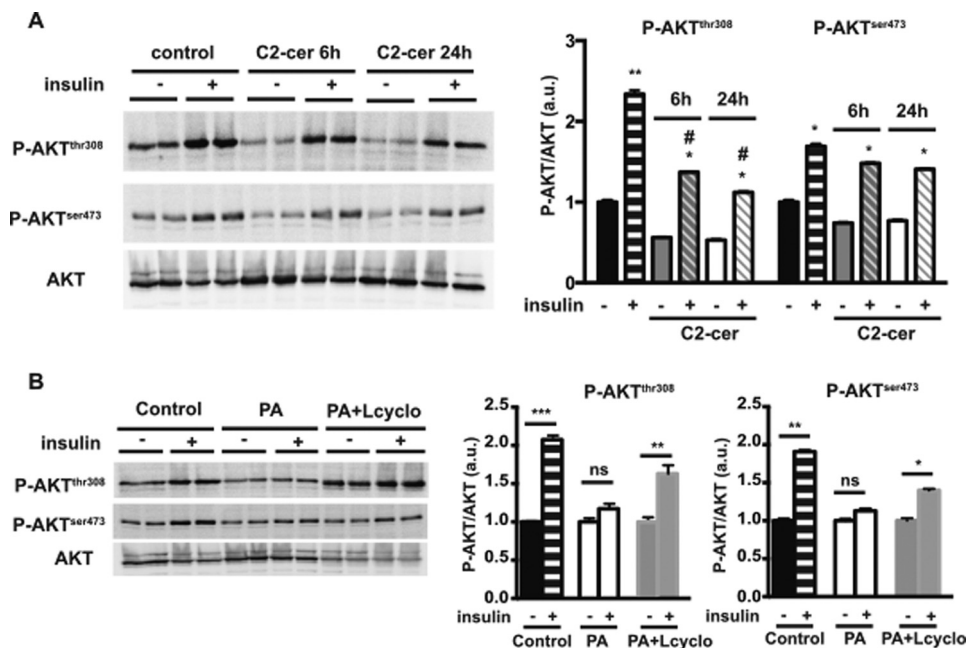 A
control C2-cer 6h C2-cer 24h
insulin - + - + - +
P-AKTthr308
P-AKTser473
AKT
P-AKTthr308 P-AKTser473
P-AKT/AKT (a.u.)
3
2
1
0
** 6h 24h # * # * * 6h 24h * *
insulin - + - + - + - + - + - +
C2-cer C2-cer
B
Control PA PA+Lcyclo
insulin - + - + - +
P-AKTthr308
P-AKTser473
AKT
P-AKTthr308
P-AKT/AKT (a.u.)
2.5
2.0
1.5
1.0
0.5
0.0
*** ns **
insulin - + - + - +
Control PA PA+Lcyclo
P-AKTser473
P-AKT/AKT (a.u.)
2.5
2.0
1.5
1.0
0.5
0.0
** ns *
insulin - + - + - +
Control PA PA+Lcyclo